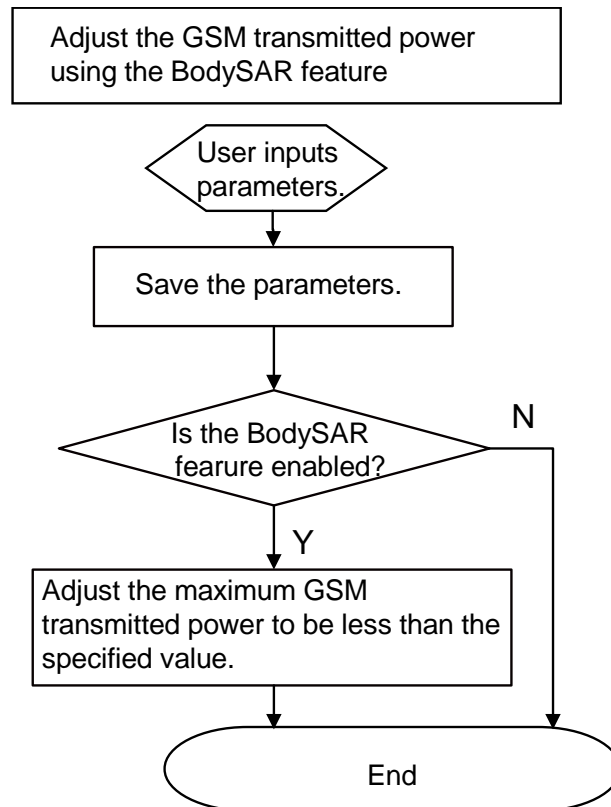 Adjust the GSM transmitted power
using the BodySAR feature
User inputs
parameters.
Save the parameters.
Is the BodySAR
fearure enabled?
N
Y
Adjust the maximum GSM
transmitted power to be less than the
specified value.
End